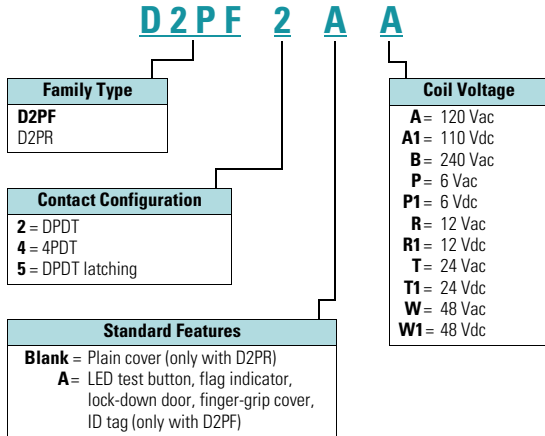 D2PF 2 A A
Family Type
D2PF
D2PR
Contact Configuration
2 = DPDT
4 = 4PDT
5 = DPDT latching
Standard Features
Blank = Plain cover (only with D2PR)
A = LED test button, flag indicator,
lock-down door, finger-grip cover,
ID tag (only with D2PF)
Coil Voltage
A = 120 Vac
A1 = 110 Vdc
B = 240 Vac
P = 6 Vac
P1 = 6 Vdc
R = 12 Vac
R1 = 12 Vdc
T = 24 Vac
T1 = 24 Vdc
W = 48 Vac
W1 = 48 Vdc